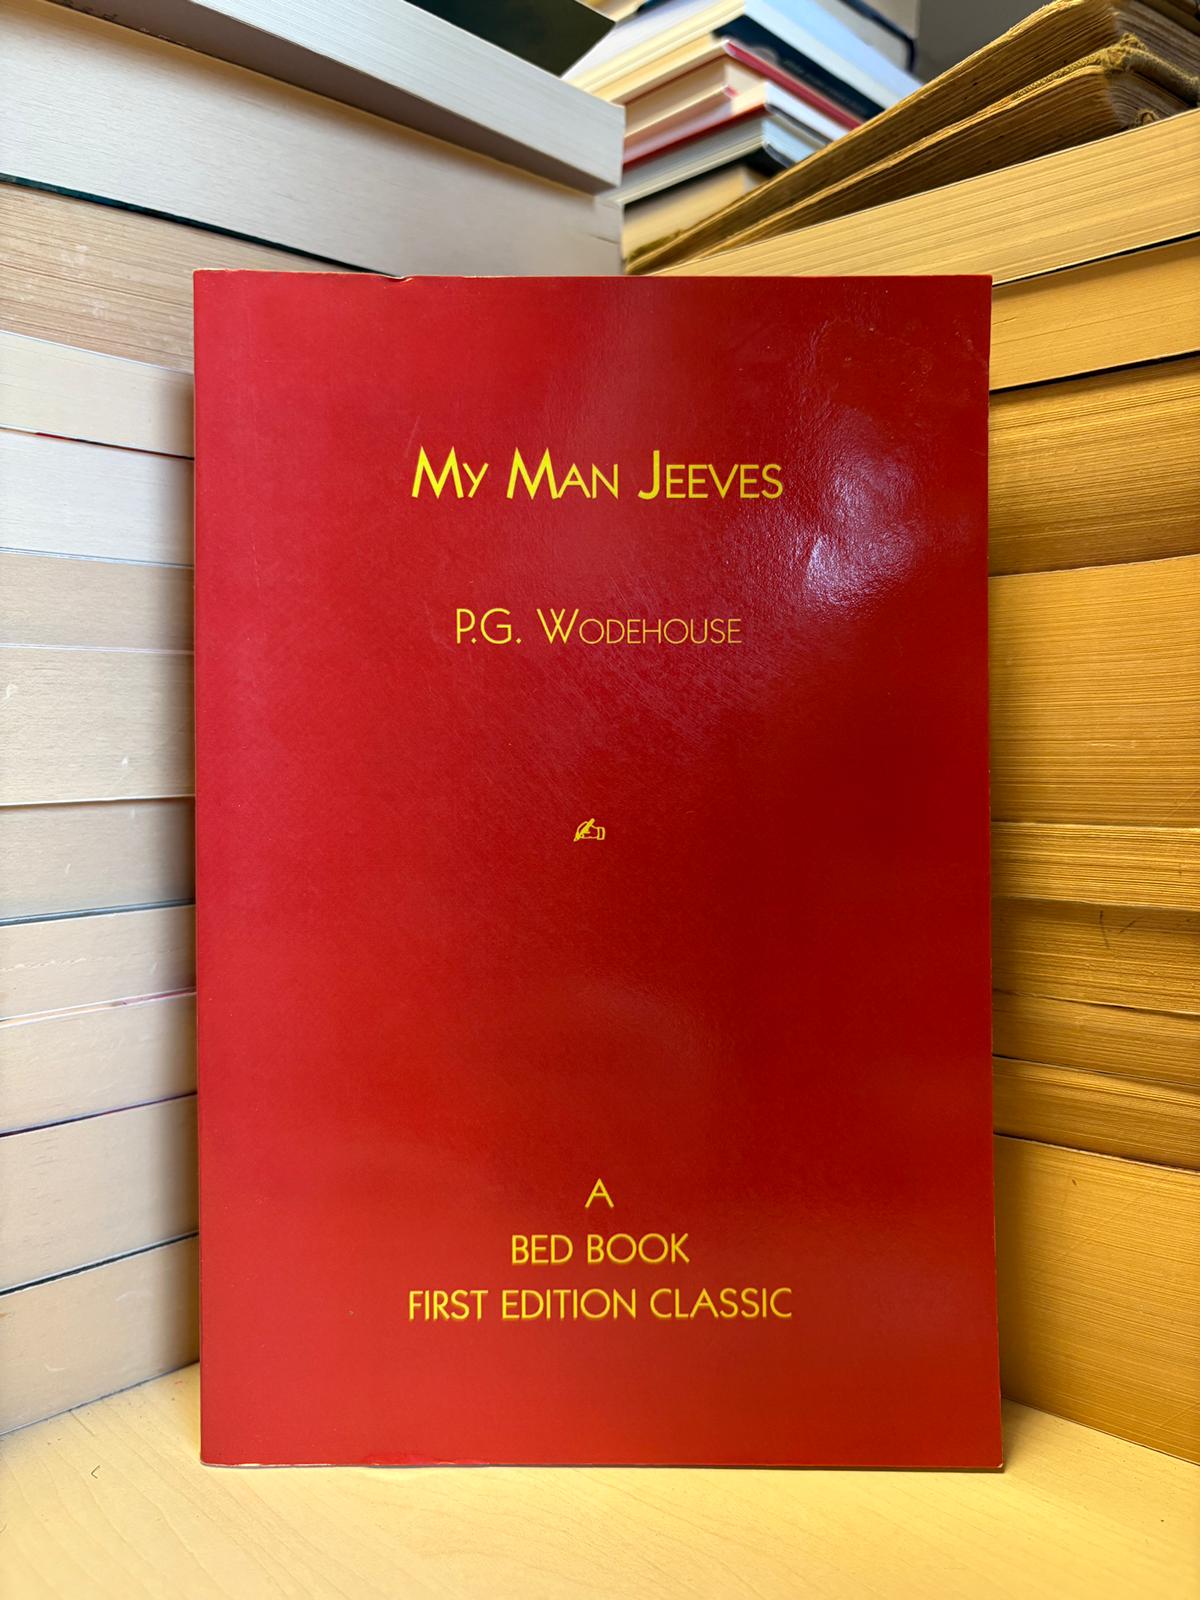 My Man Jeeves
P.G. Wodehouse
A
BED BOOK
FIRST EDITION CLASSIC